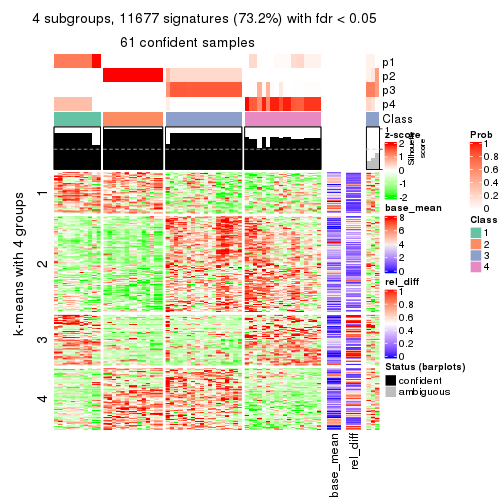 4 subgroups, 11677 signatures (73.2%) with fdr < 0.05
61 confident samples
p1
p2
p3
p4
Class
1
0
Silhouette
score
k-means with 4 groups
1
2
3
4
base_mean
rel_diff
z-score
2
1
0
-1
-2
base_mean
8
6
4
2
0
rel_diff
1
0.8
0.6
0.4
0.2
0
Status (barplots)
confident
ambiguous
Prob
1
0.8
0.6
0.4
0.2
0
Class
1
2
3
4